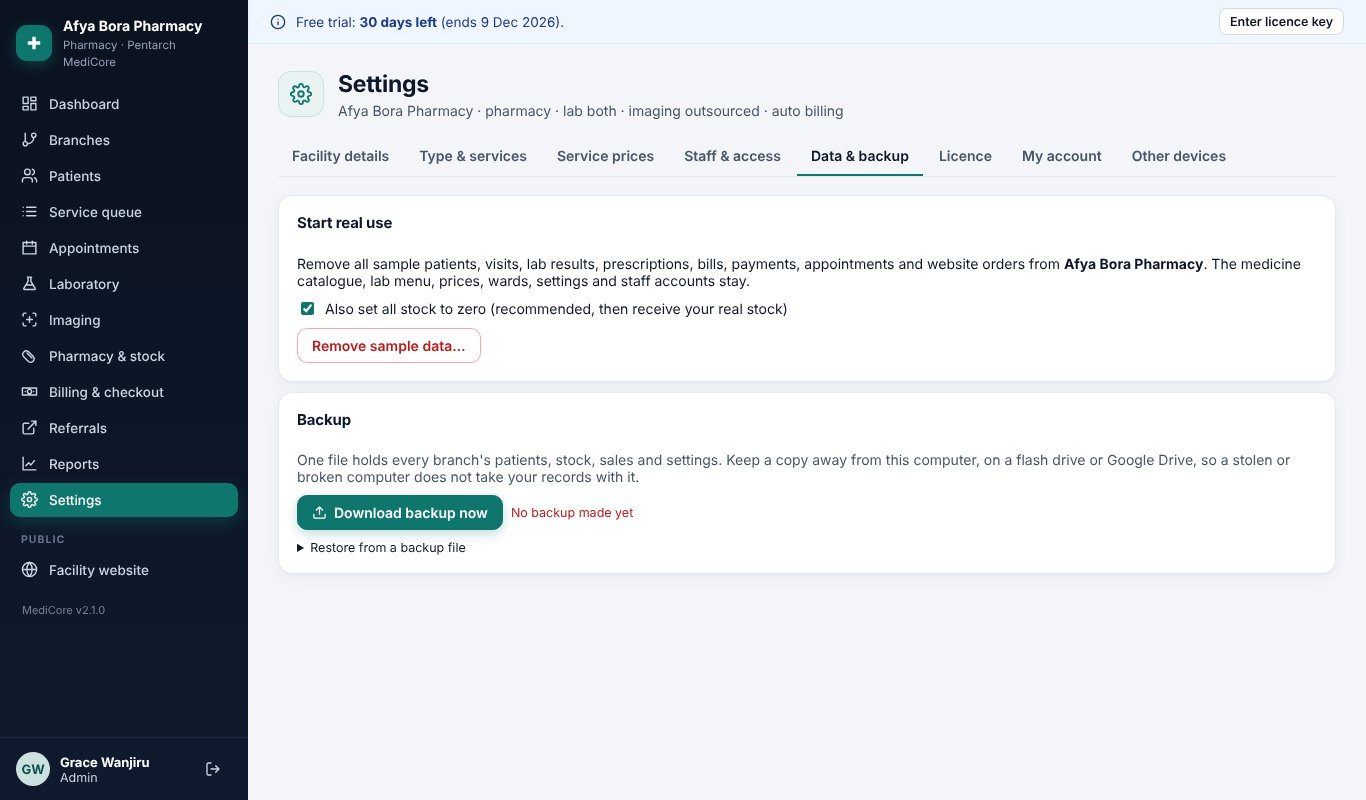 Afya Bora Pharmacy
Pharmacy · Pentarch
MediCore
Dashboard
Branches
Patients
Service queue
Appointments
Laboratory
Imaging
Pharmacy & stock
Billing & checkout
Referrals
Reports
Settings
PUBLIC
Facility website
MediCore v2.1.0
GW
Grace Wanjiru
Admin
Free trial: 30 days left (ends 9 Dec 2026).
Enter licence key
Settings
Afya Bora Pharmacy · pharmacy · lab both · imaging outsourced · auto billing
Facility details
Type & services
Service prices
Staff & access
Data & backup
Licence
My account
Other devices
Start real use
Remove all sample patients, visits, lab results, prescriptions, bills, payments, appointments and website orders from Afya Bora Pharmacy. The medicine
catalogue, lab menu, prices, wards, settings and staff accounts stay.
Also set all stock to zero (recommended, then receive your real stock)
Remove sample data...
Backup
One file holds every branch's patients, stock, sales and settings. Keep a copy away from this computer, on a flash drive or Google Drive, so a stolen or
broken computer does not take your records with it.
Download backup now
No backup made yet
Restore from a backup file